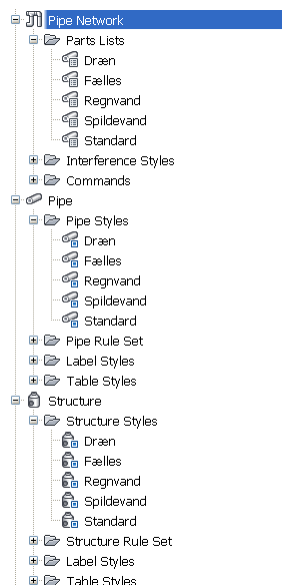 Pipe Network
Parts Lists
Dræn
Fælles
Regnvand
Spildevand
Standard
Interference Styles
Commands
Pipe
Pipe Styles
Dræn
Fælles
Regnvand
Spildevand
Standard
Pipe Rule Set
Label Styles
Table Styles
Structure
Structure Styles
Dræn
Fælles
Regnvand
Spildevand
Standard
Structure Rule Set
Label Styles
Table Styles